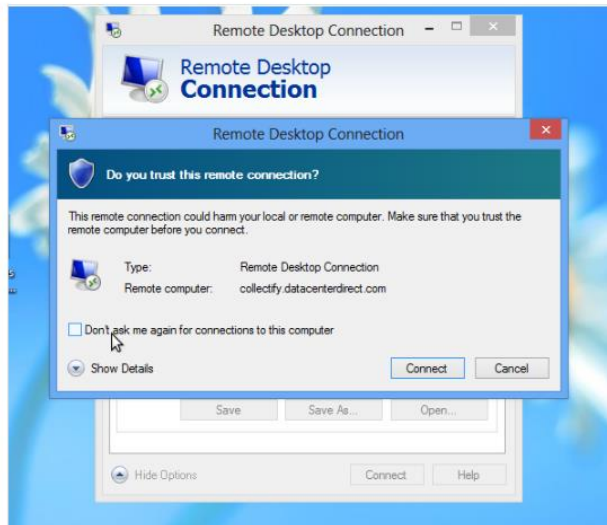 Remote Desktop Connection
Remote Desktop
Connection
Remote Desktop Connection
Do you trust this remote connection?
This remote connection could harm your local or remote computer. Make sure that you trust the
remote computer before you connect.
Type: Remote Desktop Connection
Remote computer: collectify.datacenterdirect.com
Don't ask me again for connections to this computer
Show Details Connect Cancel
Save Save As... Open...
Hide Options Connect Help